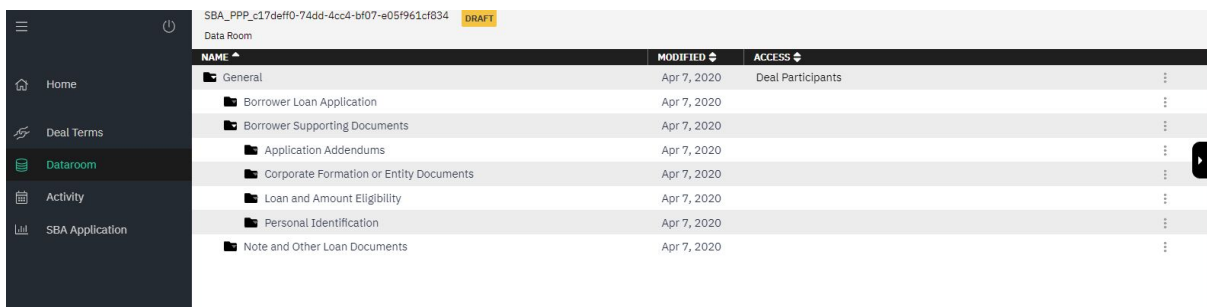 SBA_PPP_c17deff0-74dd-4cc4-bf07-e05f961cf834 DRAFT
Data Room
NAME MODIFIED ACCESS
Home
Deal Terms
Dataroom
Activity
SBA Application
General Apr 7, 2020 Deal Participants
Borrower Loan Application Apr 7, 2020
Borrower Supporting Documents Apr 7, 2020
Application Addendums Apr 7, 2020
Corporate Formation or Entity Documents Apr 7, 2020
Loan and Amount Eligibility Apr 7, 2020
Personal Identification Apr 7, 2020
Note and Other Loan Documents Apr 7, 2020